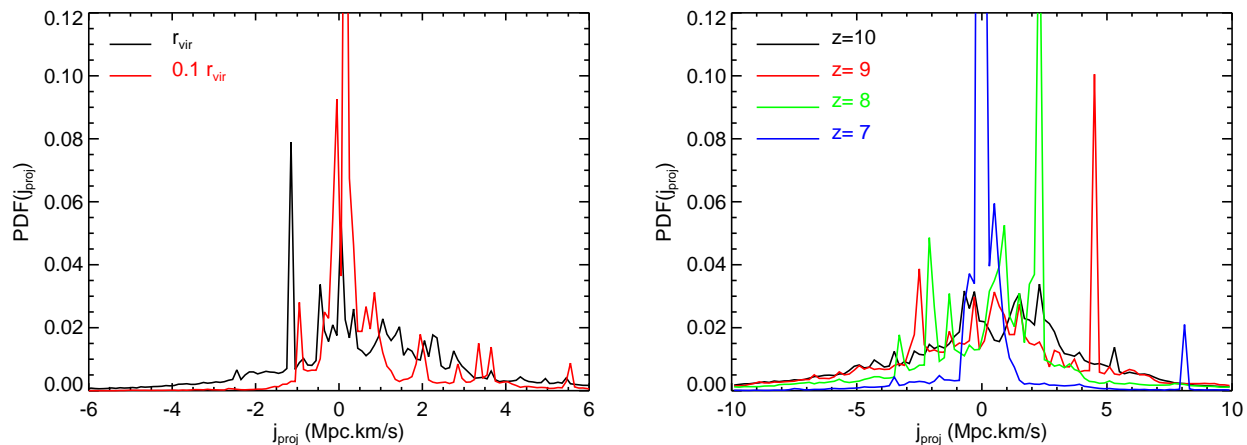 0.12
0.10
0.08
0.06
0.04
0.02
0.00
PDF(j_proj)
r_vir
0.1 r_vir
-6 -4 -2 0 2 4 6
j_proj (Mpc.km/s)
0.12
0.10
0.08
0.06
0.04
0.02
0.00
PDF(j_proj)
z=10
z= 9
z= 8
z= 7
-10 -5 0 5 10
j_proj (Mpc.km/s)